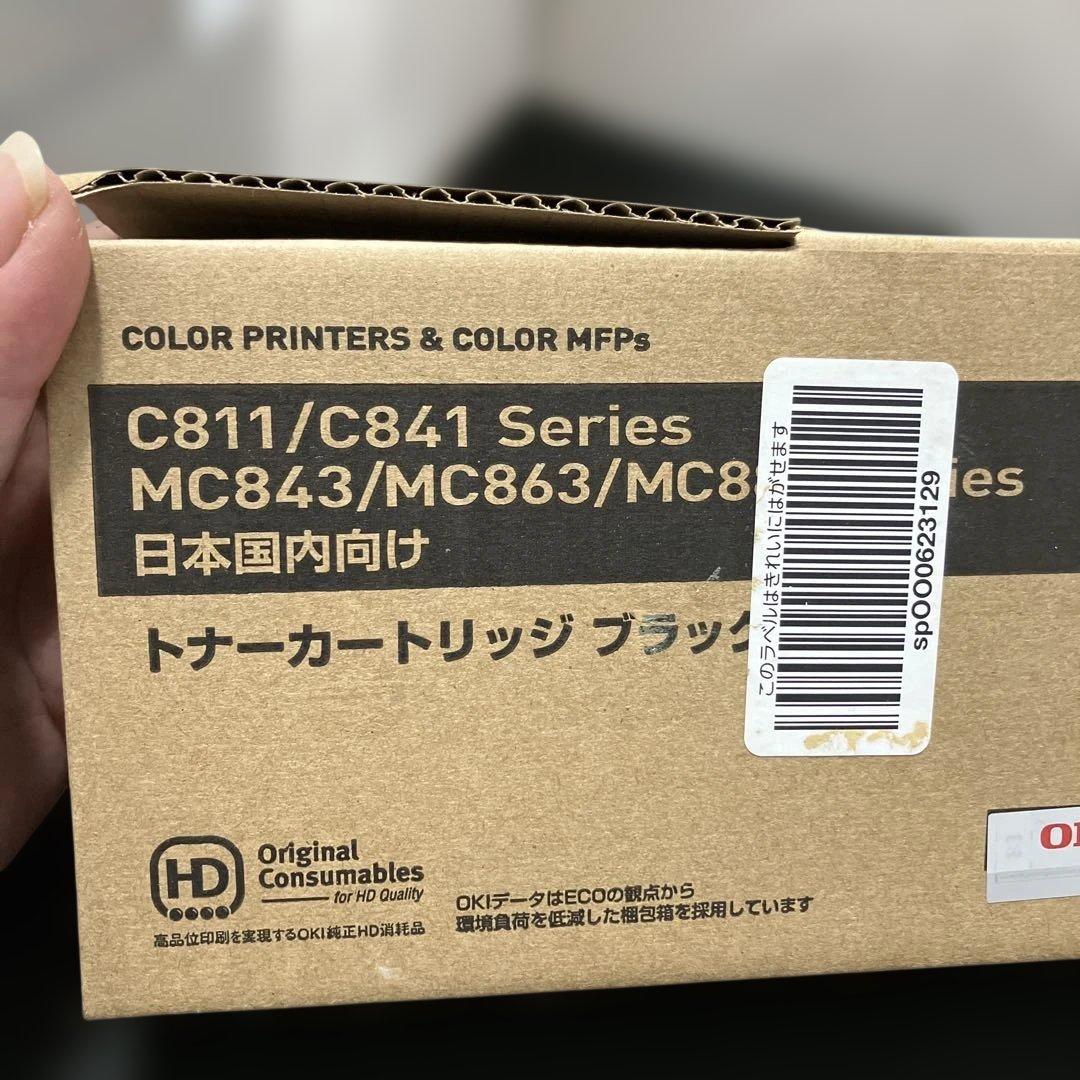 COLOR PRINTERS & COLOR MFPs
C811/C841 Series
MC843/MC863/MC8 ies
日本国内向け
トナーカートリッジ ブラック
このラベルはきれいにはがせます
spOO0623129
HD
Original
Consumables
for HD Quality
高品位印刷を実現するOKI純正HD消耗品
OKIデータはECOの観点から
環境負荷を低減した梱包箱を採用しています